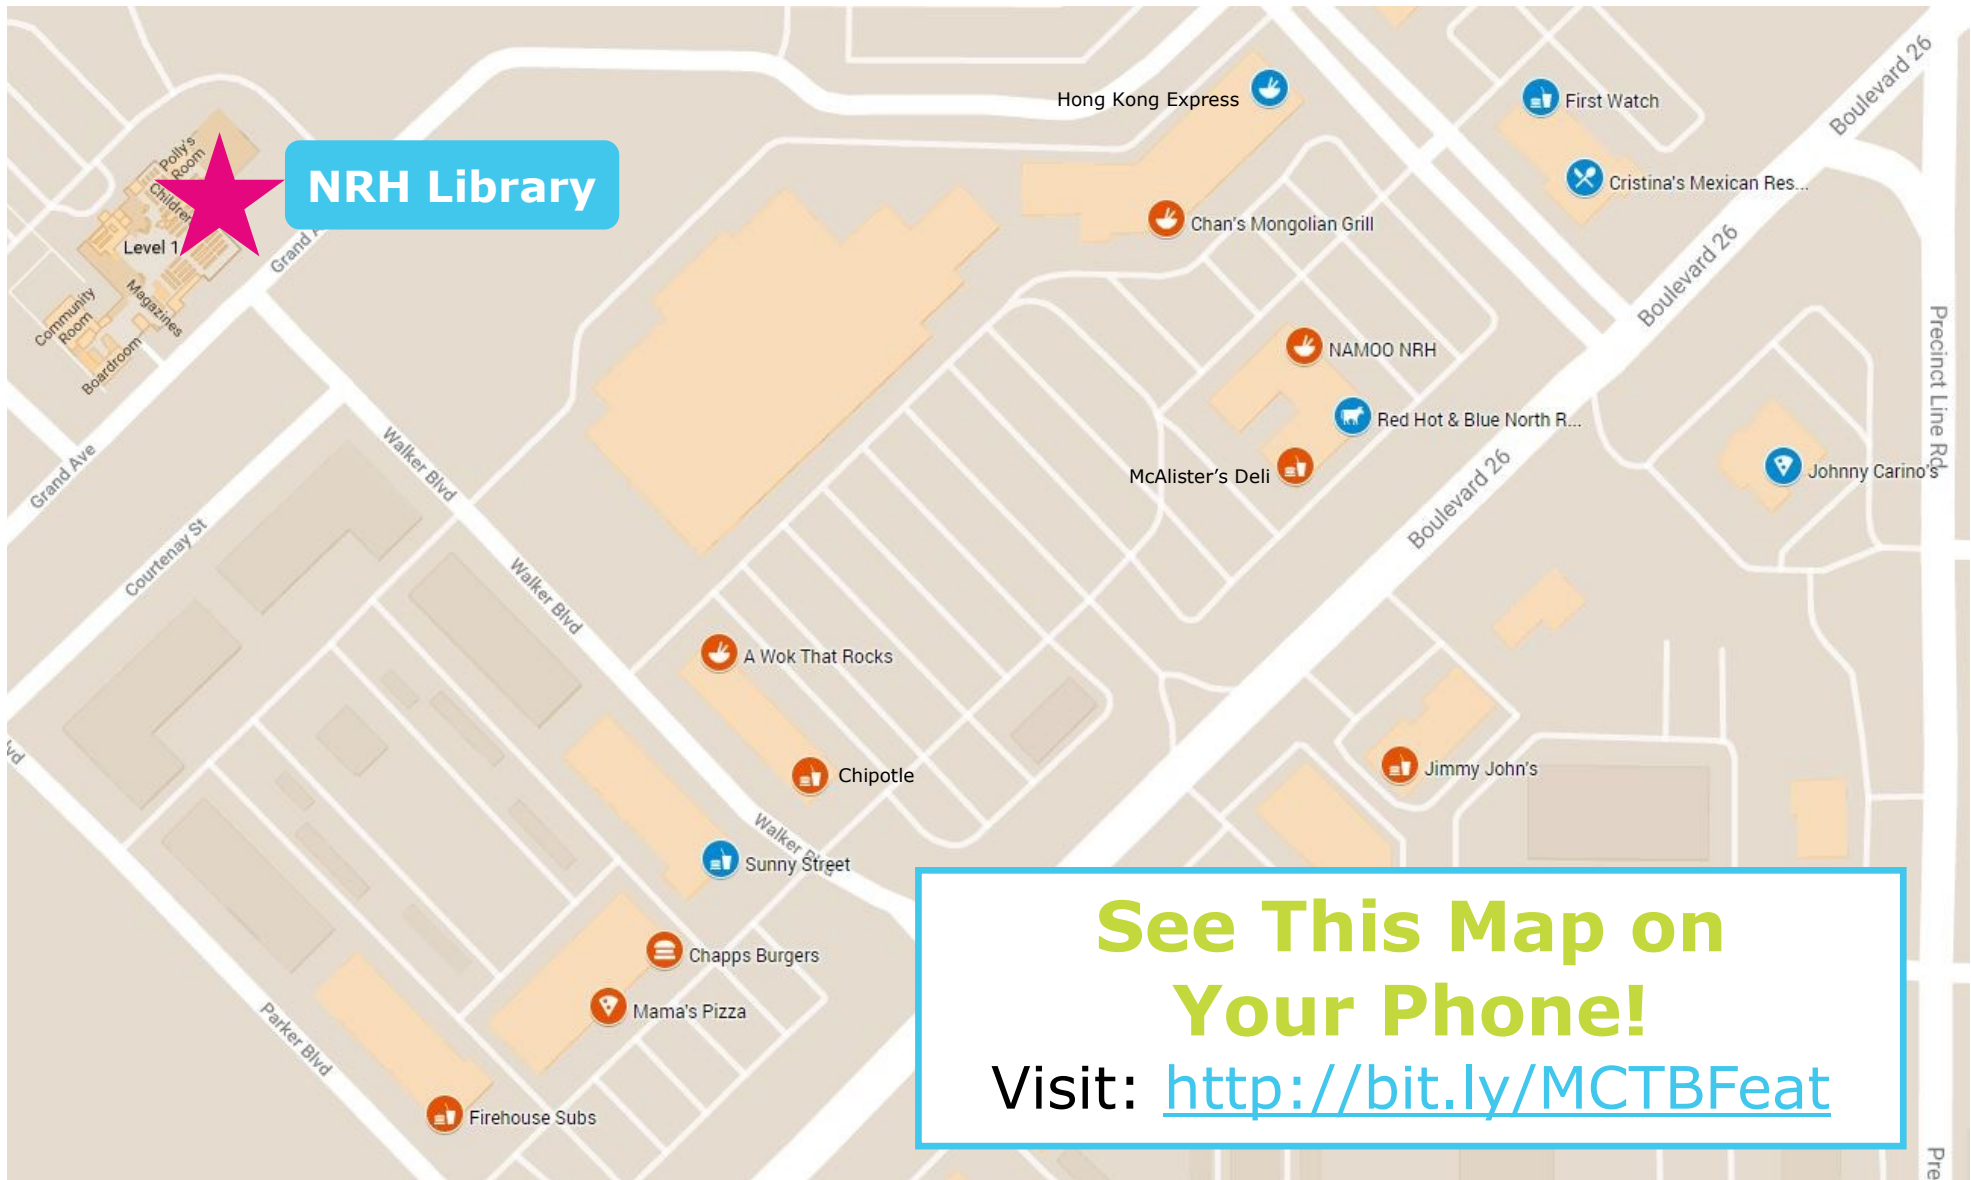 Boulevard 26
Hong Kong Express
First Watch
Polly's
Room
NRH Library
Children
Cristina's Mexican Res...
Chan's Mongolian Grill
Level 1
Grand
Boulevard 26
Magazines
Community
Room
Boardroom
NAMOO NRH
Precinct Line Rd
Red Hot & Blue North R...
McAlister’s Deli
Johnny Carino's
Grand Ave
Walker Blvd
Boulevard 26
Courtenay St
Walker Blvd
A Wok That Rocks
Chipotle
Jimmy John's
Walker Blvd
Sunny Street
Chapps Burgers
Mama's Pizza
Parker Blvd
Firehouse Subs
See This Map on
Your Phone!
Visit: http://bit.ly/MCTBFeat
Pre